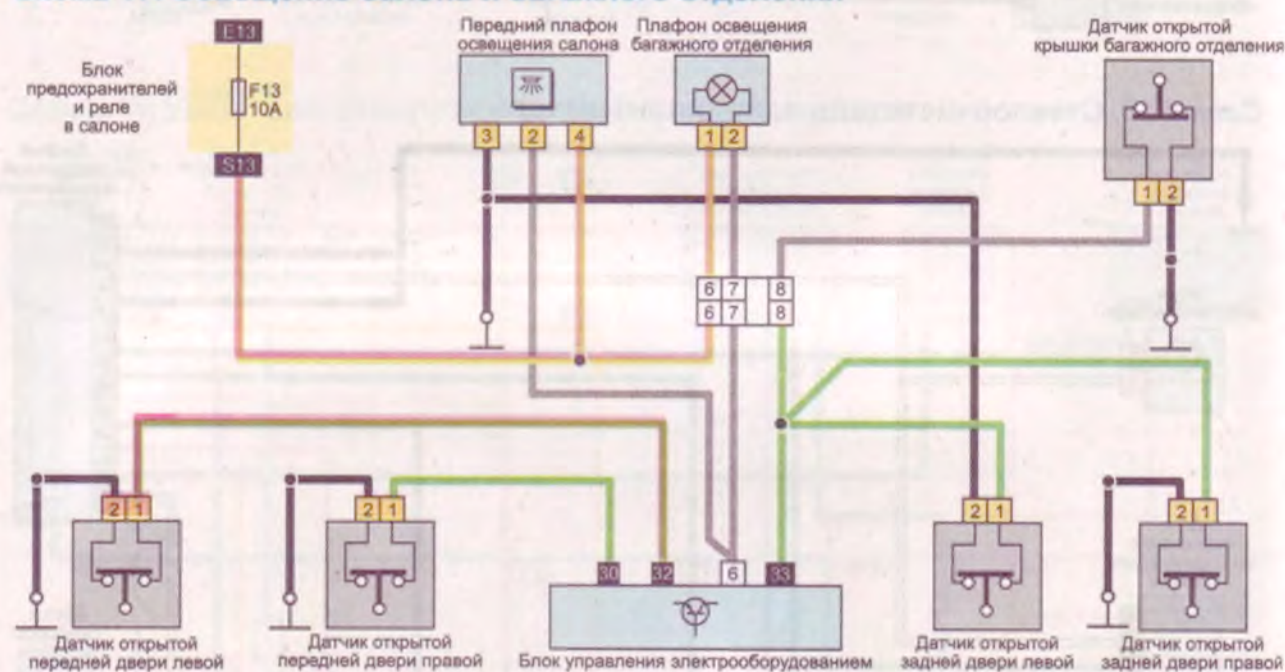 E13
Блок
предохранителей
и реле
в салоне
F13
10A
S13
Передний плафон
освещения салона
3 2 4
Плафон освещения
багажного отделения
1 2
Датчик открытой
крышки багажного отделения
1 2
6 7 8
6 7 8
2 1
2 1
30 32 6 33
2 1
2 1
Датчик открытой
передней двери левой
Датчик открытой
передней двери правой
Блок управления электрооборудованием
Датчик открытой
задней двери левой
Датчик открытой
задней двери правой